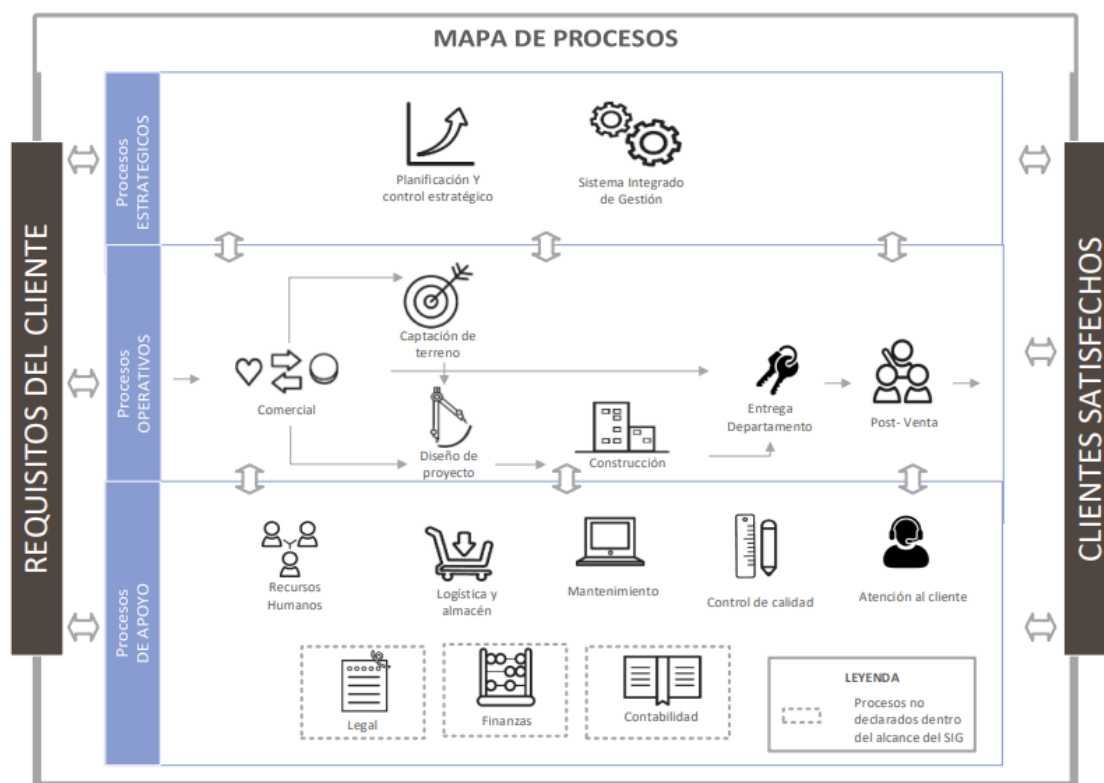 MAPA DE PROCESOS
REQUISITOS DEL CLIENTE
CLIENTES SATISFECHOS
Procesos
ESTRATEGICOS
Planificación Y
control estratégico
Sistema Integrado
de Gestión
Procesos
OPERATIVOS
Comercial
Captación de
terreno
Diseño de
proyecto
Construcción
Entrega
Departamento
Post- Venta
Procesos
DE APOYO
Recursos
Humanos
Logística y
almacén
Mantenimiento
Control de calidad
Atención al cliente
Legal
Finanzas
Contabilidad
LEYENDA
Procesos no
declarados dentro
del alcance del SIG